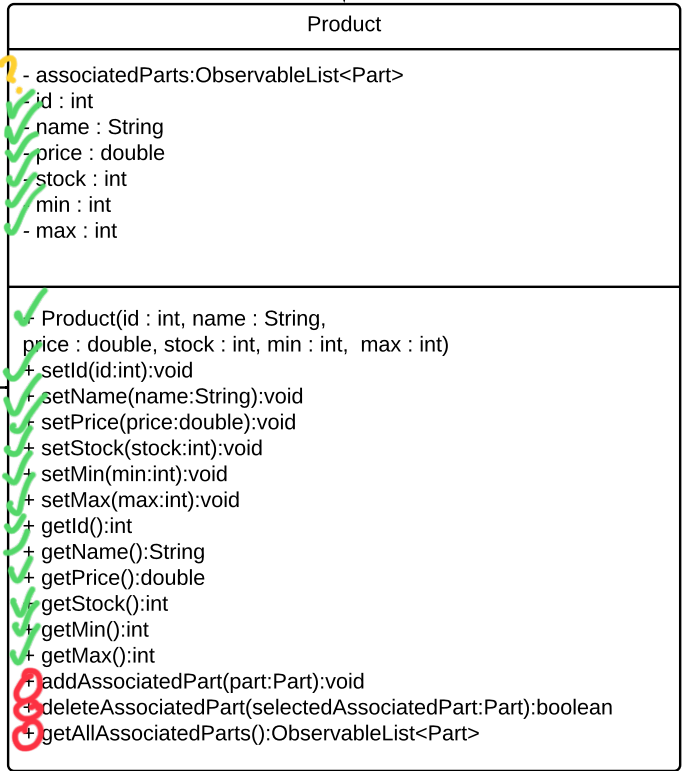 Product
?
- associatedParts:ObservableList<Part>
- id : int
- name : String
- price : double
- stock : int
- min : int
- max : int
+ Product(id : int, name : String,
price : double, stock : int, min : int, max : int)
+ setId(id:int):void
+ setName(name:String):void
+ setPrice(price:double):void
+ setStock(stock:int):void
+ setMin(min:int):void
+ setMax(max:int):void
+ getId():int
+ getName():String
+ getPrice():double
+ getStock():int
+ getMin():int
+ getMax():int
+ addAssociatedPart(part:Part):void
+ deleteAssociatedPart(selectedAssociatedPart:Part):boolean
+ getAllAssociatedParts():ObservableList<Part>